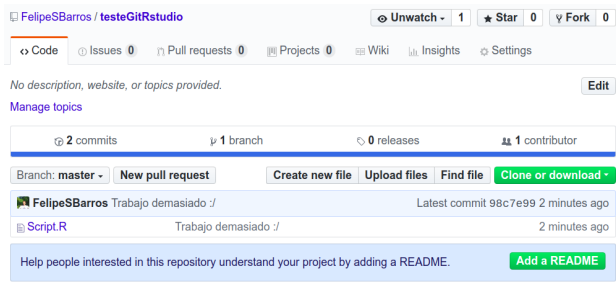 FelipeSBarros / testeGitRstudio Unwatch 1 Star 0 Fork 0
Code Issues 0 Pull requests 0 Projects 0 Wiki Insights Settings
No description, website, or topics provided. Edit
Manage topics
2 commits 1 branch 0 releases 1 contributor
Branch: master New pull request Create new file Upload files Find file Clone or download
FelipeSBarros Trabajo demasiado :/ Latest commit 98c7e99 2 minutes ago
Script.R Trabajo demasiado :/ 2 minutes ago
Help people interested in this repository understand your project by adding a README. Add a README